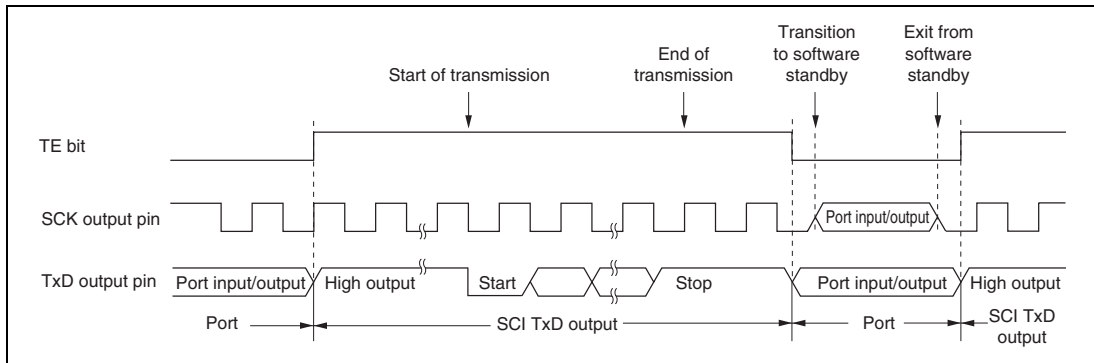 Transition
to software
standby
Exit from
software
standby
Start of transmission
End of
transmission
TE bit
SCK output pin
Port input/output
TxD output pin
Port input/output
High output
Start
Stop
Port input/output
High output
Port
SCI TxD output
Port
SCI TxD
output